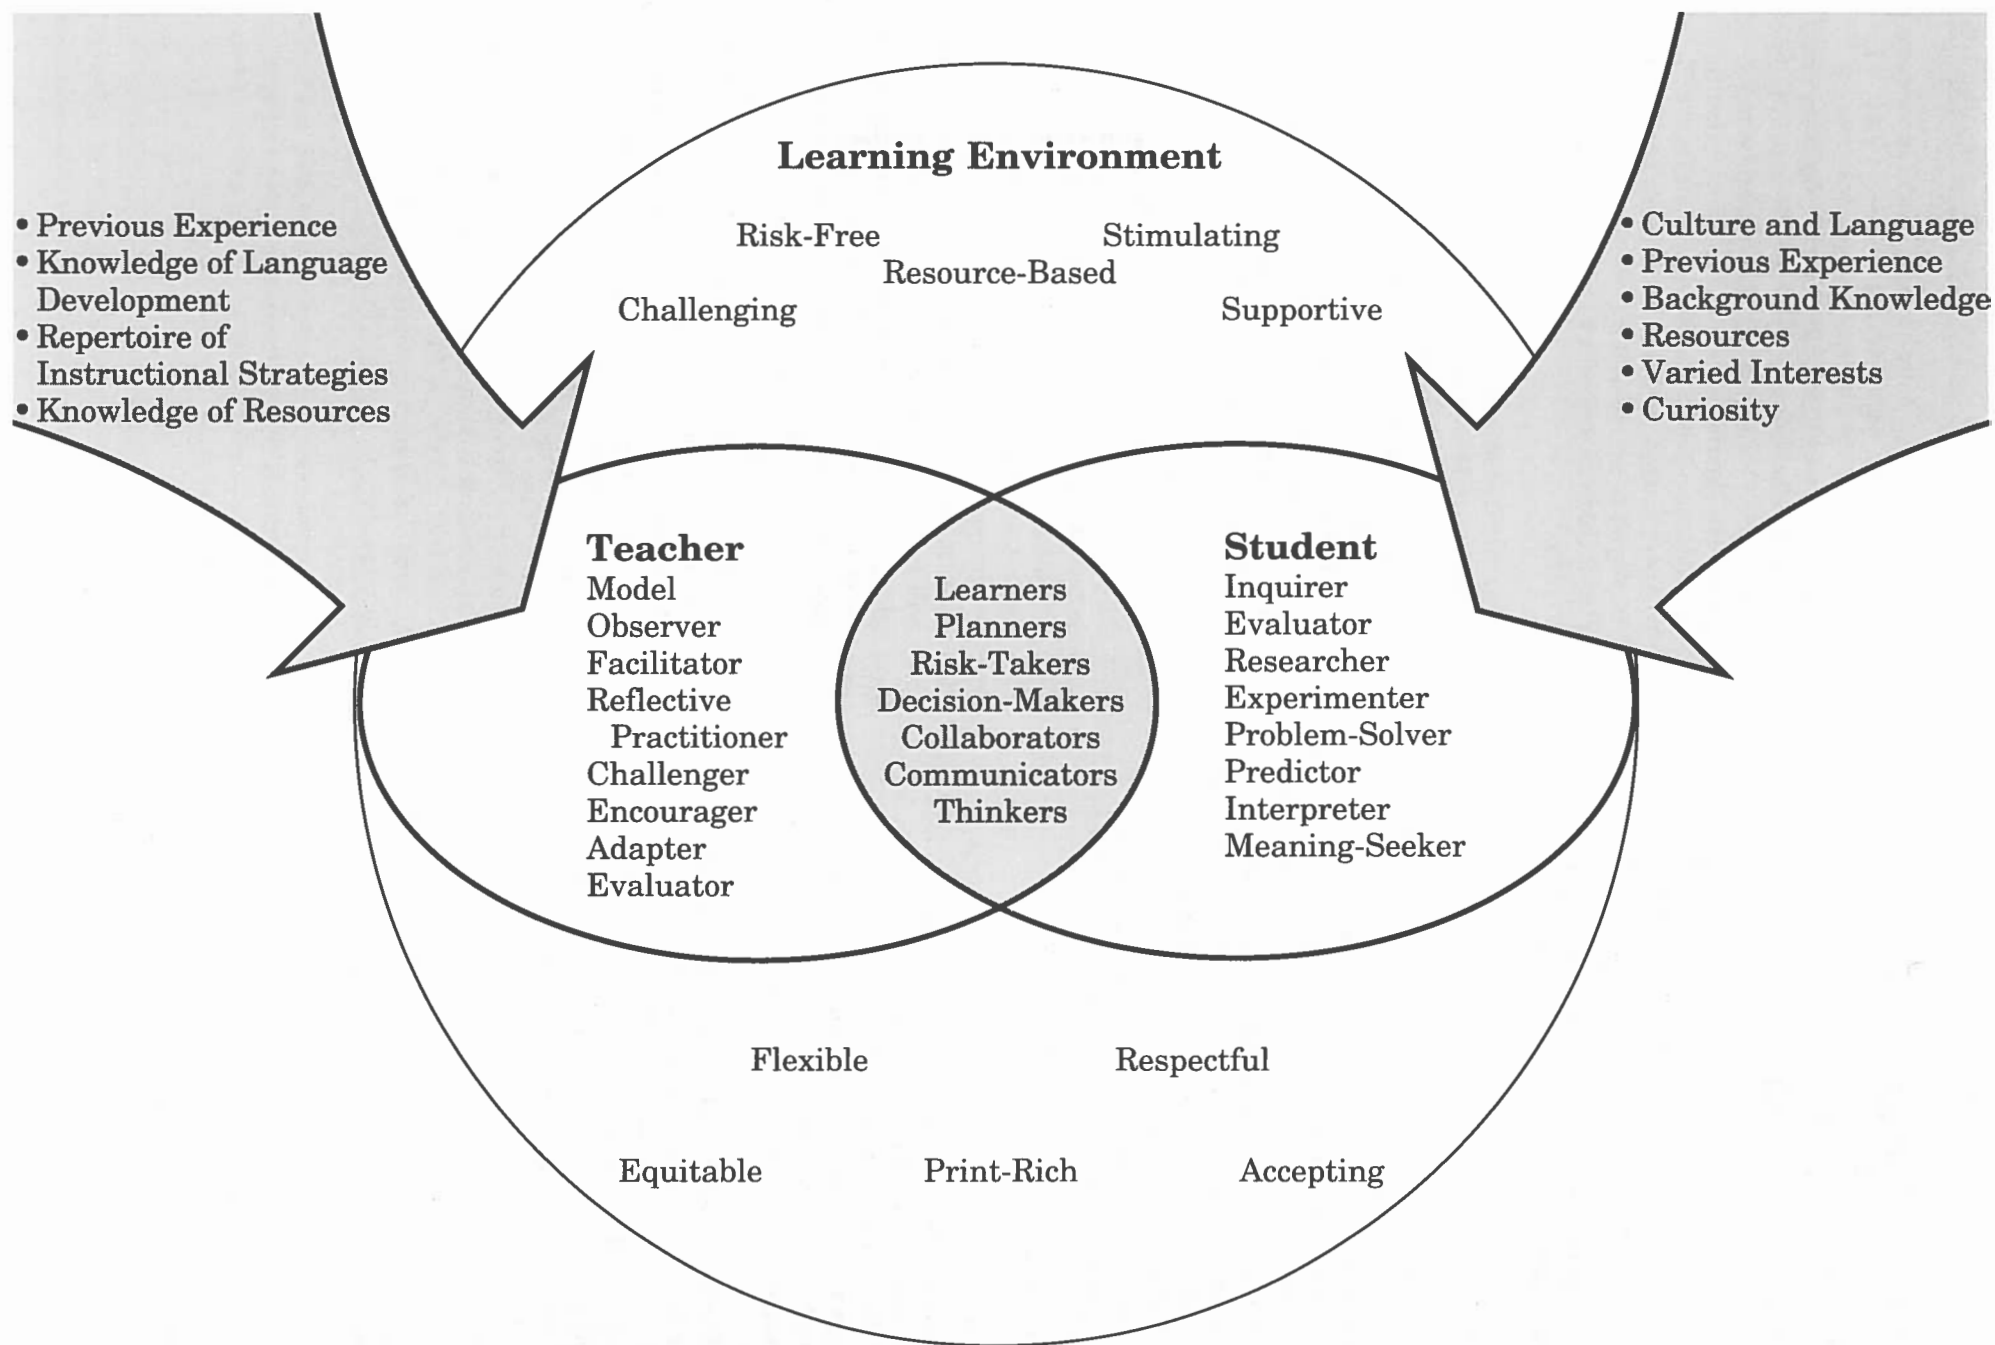 Learning Environment
Risk-Free
Stimulating
Resource-Based
Challenging
Supportive
• Previous Experience
• Knowledge of Language
Development
• Repertoire of
Instructional Strategies
• Knowledge of Resources
• Culture and Language
• Previous Experience
• Background Knowledge
• Resources
• Varied Interests
• Curiosity
Teacher
Model
Observer
Facilitator
Reflective
Practitioner
Challenger
Encourager
Adapter
Evaluator
Learners
Planners
Risk-Takers
Decision-Makers
Collaborators
Communicators
Thinkers
Student
Inquirer
Evaluator
Researcher
Experimenter
Problem-Solver
Predictor
Interpreter
Meaning-Seeker
Flexible
Respectful
Equitable
Print-Rich
Accepting